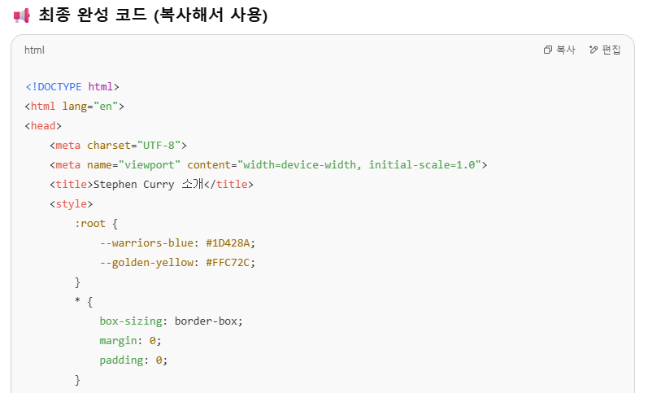 📢 최종 완성 코드 (복사해서 사용)
html 복사 편집
<!DOCTYPE html>
<html lang="en">
<head>
    <meta charset="UTF-8">
    <meta name="viewport" content="width=device-width, initial-scale=1.0">
    <title>Stephen Curry 소개</title>
    <style>
        :root {
            --warriors-blue: #1D428A;
            --golden-yellow: #FFC72C;
        }
        * {
            box-sizing: border-box;
            margin: 0;
            padding: 0;
        }